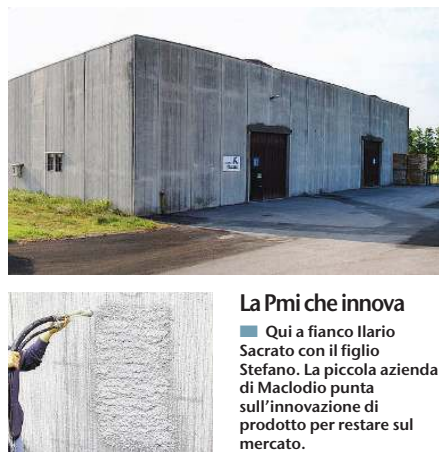 La Pmi che innova
Qui a fianco Ilario
Sacrato con il figlio
Stefano. La piccola azienda
di Maclodio punta
sull’innovazione di
prodotto per restare sul
mercato.